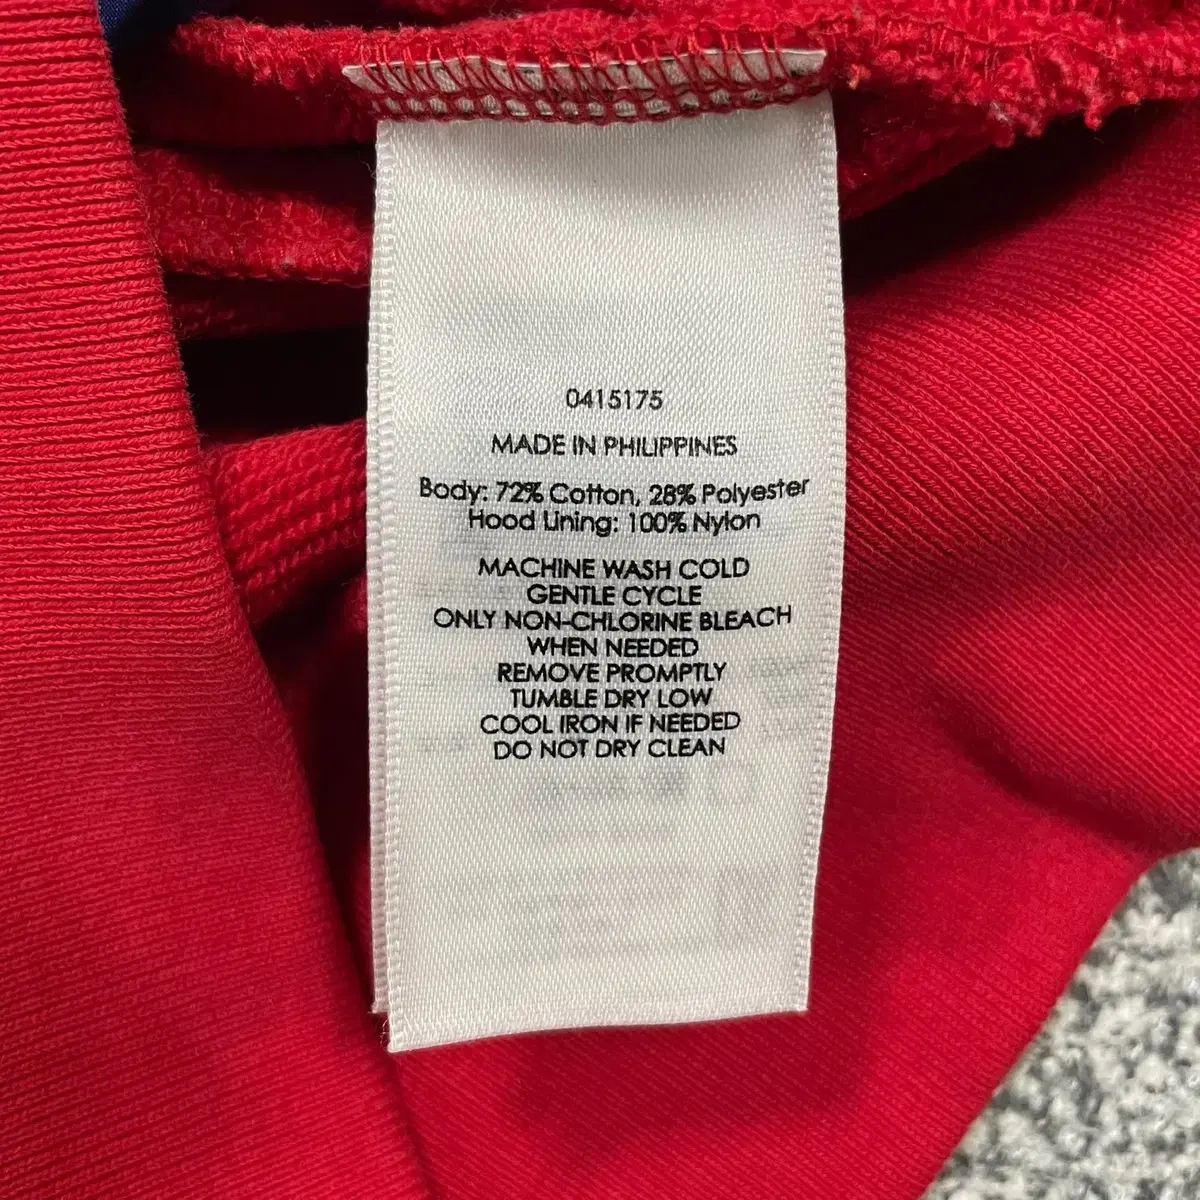 0415175
MADE IN PHILIPPINES
Body: 72% Cotton, 28% Polyester
Hood Lining: 100% Nylon
MACHINE WASH COLD
GENTLE CYCLE
ONLY NON-CHLORINE BLEACH
WHEN NEEDED
REMOVE PROMPTLY
TUMBLE DRY LOW
COOL IRON IF NEEDED
DO NOT DRY CLEAN